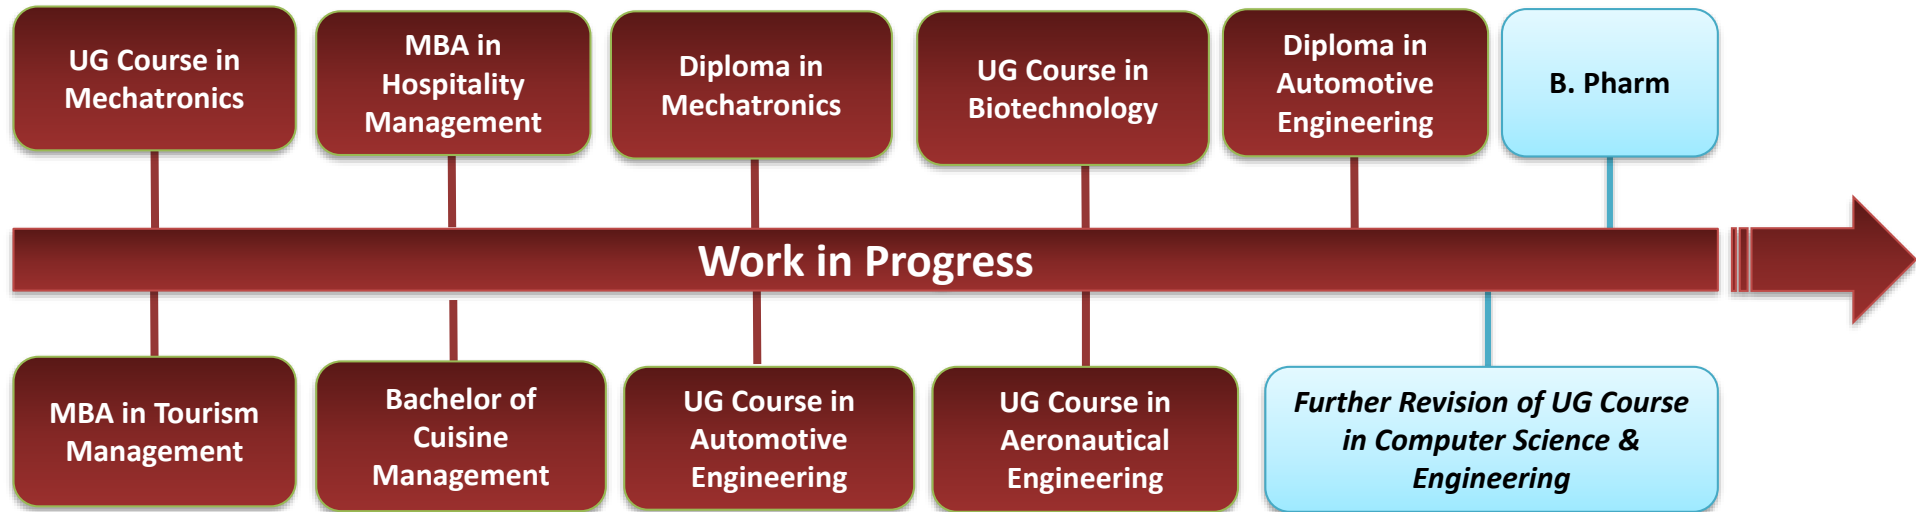 UG Course in
Mechatronics
MBA in
Hospitality
Management
Diploma in
Mechatronics
UG Course in
Biotechnology
Diploma in
Automotive
Engineering
B. Pharm
Work in Progress
MBA in Tourism
Management
Bachelor of
Cuisine
Management
UG Course in
Automotive
Engineering
UG Course in
Aeronautical
Engineering
Further Revision of UG Course
in Computer Science &
Engineering